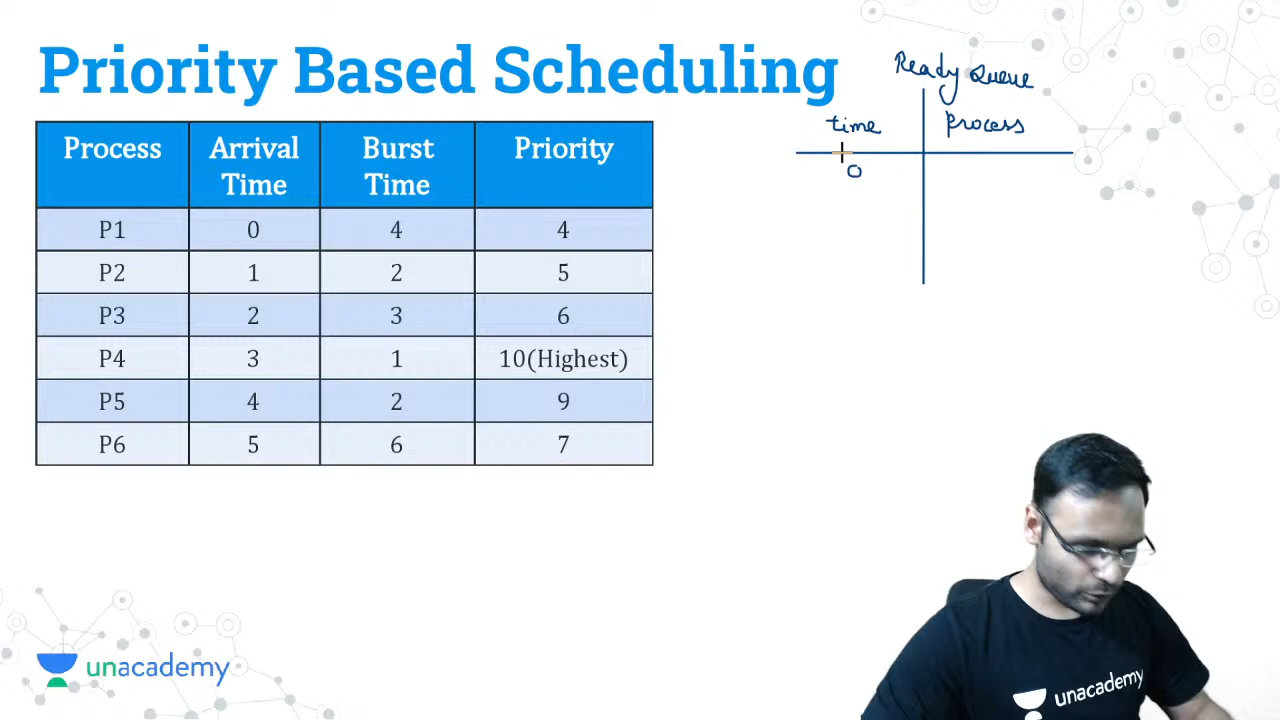 Priority Based Scheduling
Ready Queue
time process
0
Process Arrival Time Burst Time Priority
P1 0 4 4
P2 1 2 5
P3 2 3 6
P4 3 1 10(Highest)
P5 4 2 9
P6 5 6 7
unacademy
unacademy